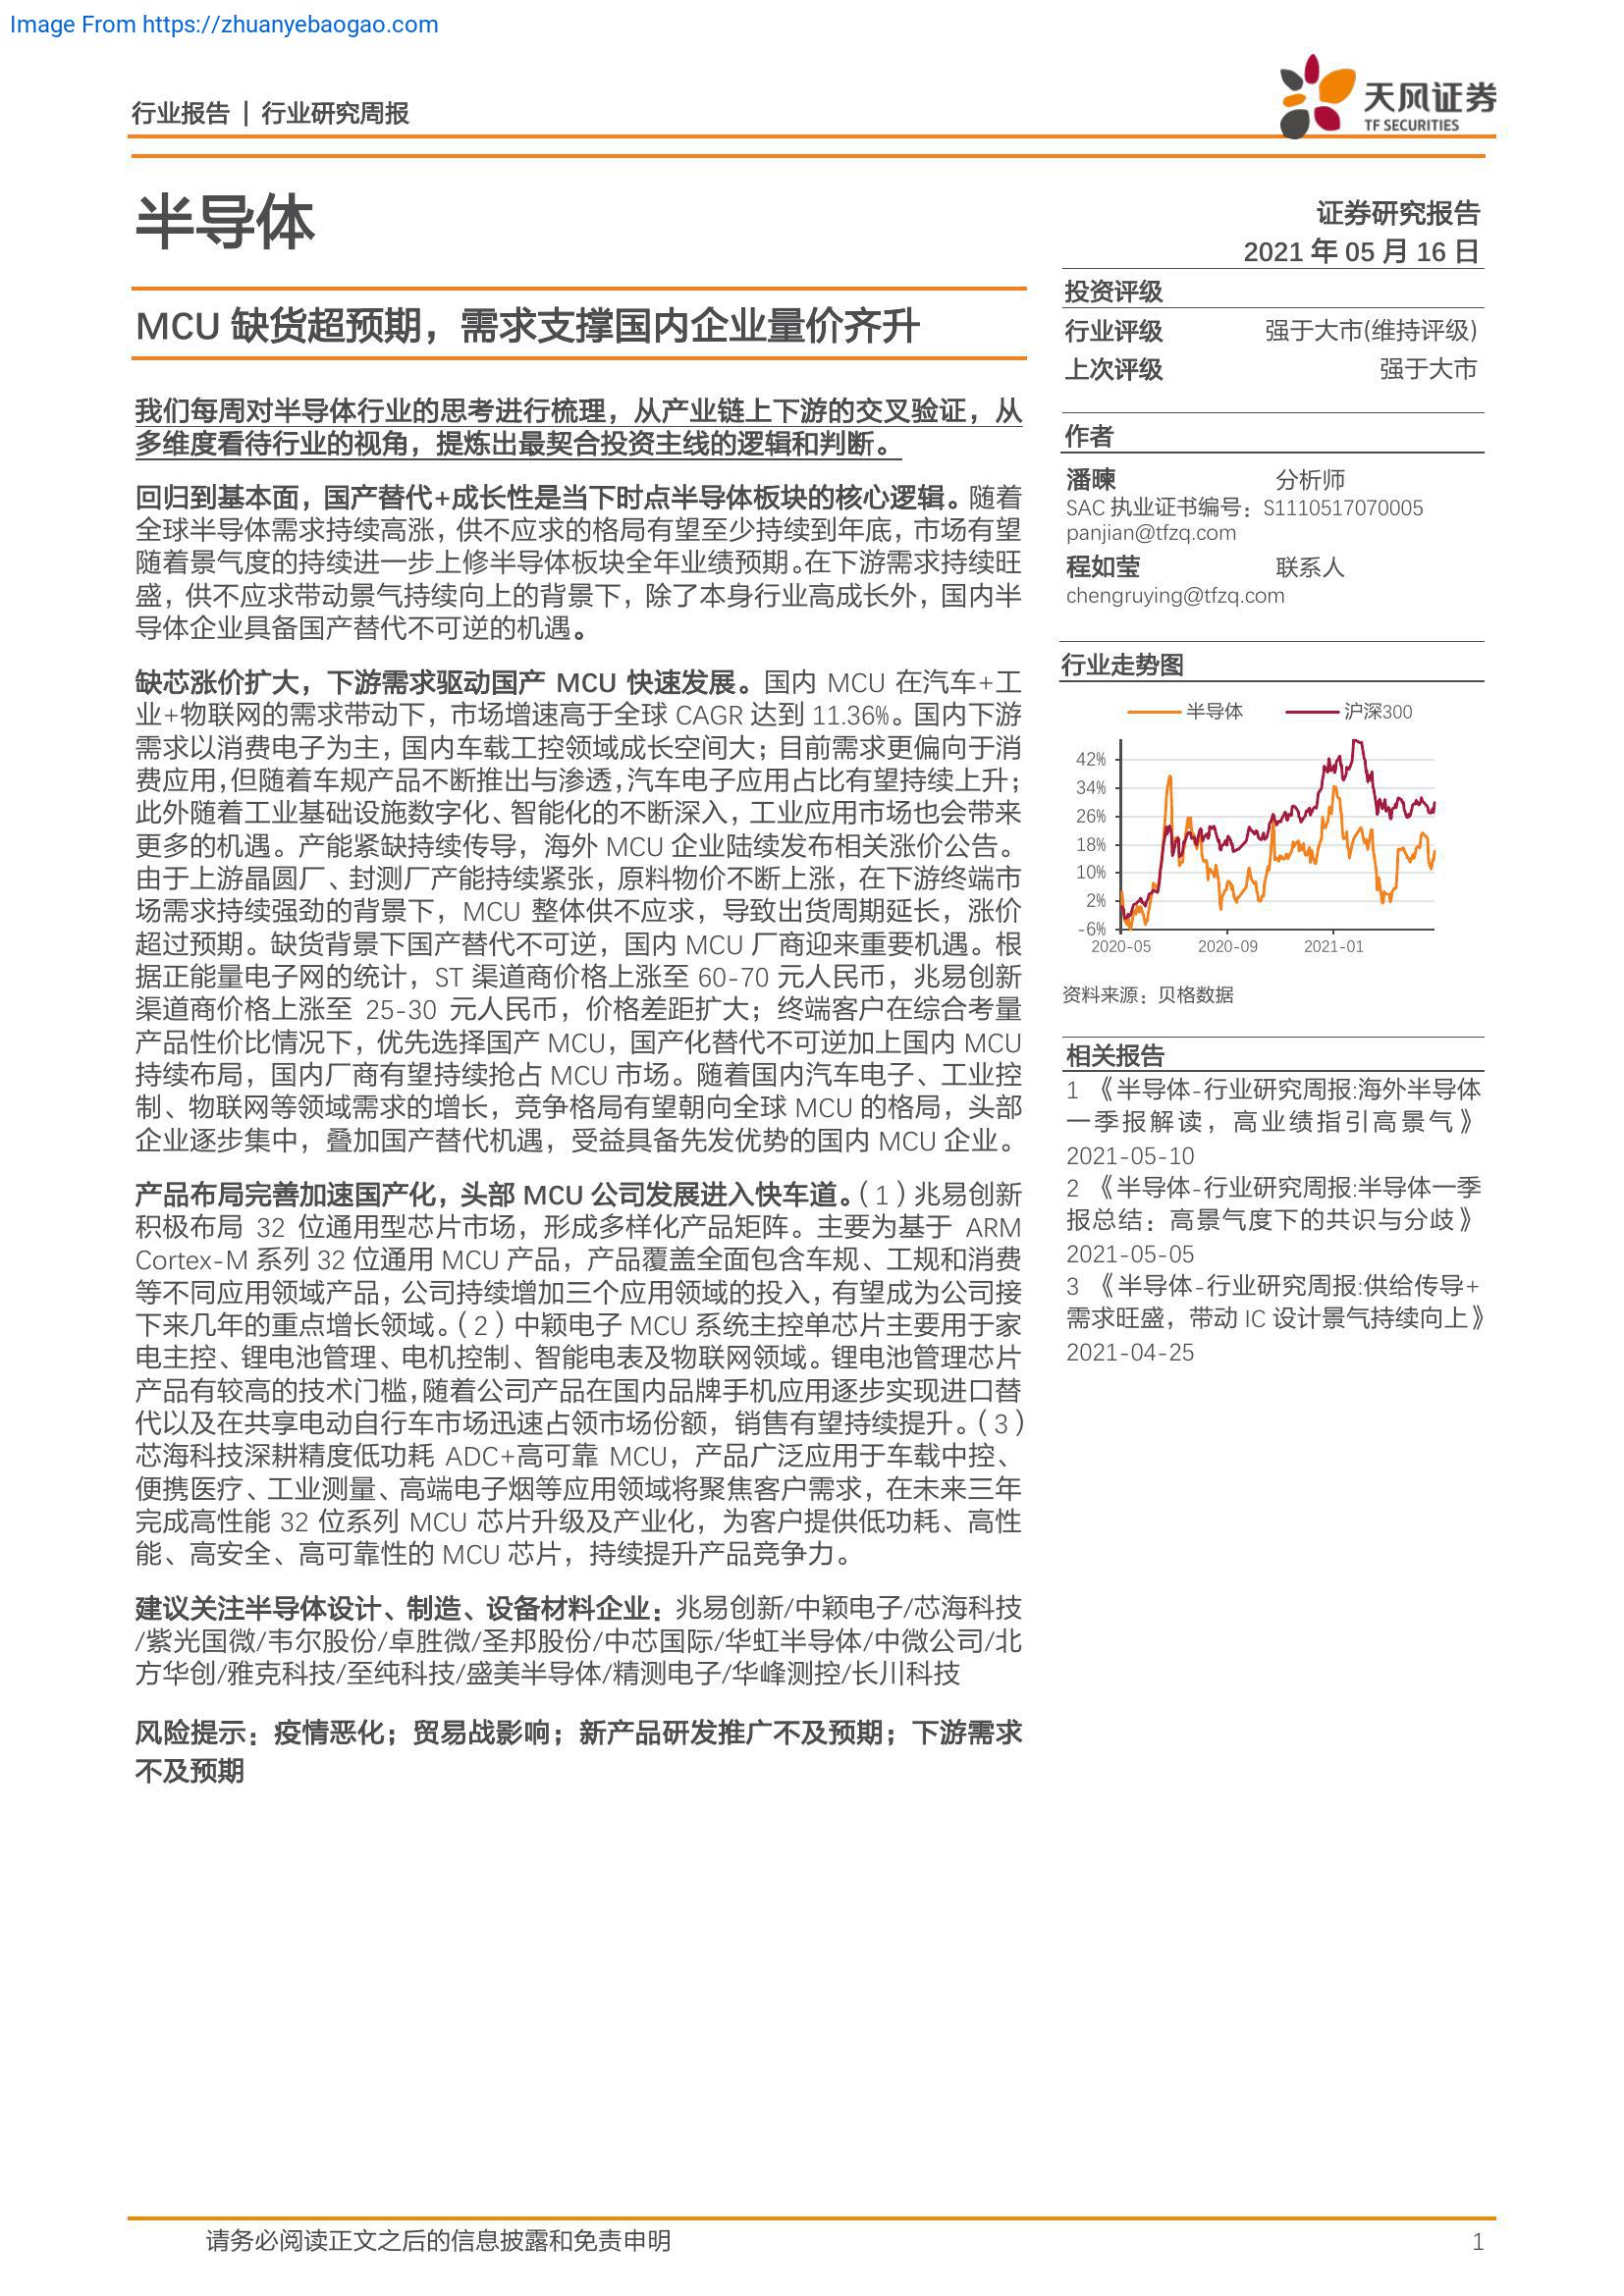 Image From https://zhuanyebaogao.com
行业报告 | 行业研究周报
天风证券
TF SECURITIES
半导体
证券研究报告
2021 年 05 月 16 日
MCU 缺货超预期，需求支撑国内企业量价齐升
我们每周对半导体行业的思考进行梳理，从产业链上下游的交叉验证，从
多维度看待行业的视角，提炼出最契合投资主线的逻辑和判断。
回归到基本面，国产替代+成长性是当下时点半导体板块的核心逻辑。随着
全球半导体需求持续高涨，供不应求的格局有望至少持续到年底，市场有望
随着景气度的持续进一步上修半导体板块全年业绩预期。在下游需求持续旺
盛，供不应求带动景气持续向上的背景下，除了本身行业高成长外，国内半
导体企业具备国产替代不可逆的机遇。
缺芯涨价扩大，下游需求驱动国产 MCU 快速发展。国内 MCU 在汽车+工
业+物联网的需求带动下，市场增速高于全球 CAGR 达到 11.36%。国内下游
需求以消费电子为主，国内车载工控领域成长空间大；目前需求更偏向于消
费应用，但随着车规产品不断推出与渗透，汽车电子应用占比有望持续上升；
此外随着工业基础设施数字化、智能化的不断深入，工业应用市场也会带来
更多的机遇。产能紧缺持续传导，海外 MCU 企业陆续发布相关涨价公告。
由于上游晶圆厂、封测厂产能持续紧张，原料物价不断上涨，在下游终端市
场需求持续强劲的背景下，MCU 整体供不应求，导致出货周期延长，涨价
超过预期。缺货背景下国产替代不可逆，国内 MCU 厂商迎来重要机遇。根
据正能量电子网的统计，ST 渠道商价格上涨至 60-70 元人民币，兆易创新
渠道商价格上涨至 25-30 元人民币，价格差距扩大；终端客户在综合考量
产品性价比情况下，优先选择国产 MCU，国产化替代不可逆加上国内 MCU
持续布局，国内厂商有望持续抢占 MCU 市场。随着国内汽车电子、工业控
制、物联网等领域需求的增长，竞争格局有望朝向全球 MCU 的格局，头部
企业逐步集中，叠加国产替代机遇，受益具备先发优势的国内 MCU 企业。
产品布局完善加速国产化，头部 MCU 公司发展进入快车道。（1）兆易创新
积极布局 32 位通用型芯片市场，形成多样化产品矩阵。主要为基于 ARM
Cortex-M 系列 32 位通用 MCU 产品，产品覆盖全面包含车规、工规和消费
等不同应用领域产品，公司持续增加三个应用领域的投入，有望成为公司接
下来几年的重点增长领域。（2）中颖电子 MCU 系统主控单芯片主要用于家
电主控、锂电池管理、电机控制、智能电表及物联网领域。锂电池管理芯片
产品有较高的技术门槛，随着公司产品在国内品牌手机应用逐步实现进口替
代以及在共享电动自行车市场迅速占领市场份额，销售有望持续提升。（3）
芯海科技深耕精度低功耗 ADC+高可靠 MCU，产品广泛应用于车载中控、
便携医疗、工业测量、高端电子烟等应用领域将聚焦客户需求，在未来三年
完成高性能 32 位系列 MCU 芯片升级及产业化，为客户提供低功耗、高性
能、高安全、高可靠性的 MCU 芯片，持续提升产品竞争力。
建议关注半导体设计、制造、设备材料企业：兆易创新/中颖电子/芯海科技
/紫光国微/韦尔股份/卓胜微/圣邦股份/中芯国际/华虹半导体/中微公司/北
方华创/雅克科技/至纯科技/盛美半导体/精测电子/华峰测控/长川科技
风险提示：疫情恶化；贸易战影响；新产品研发推广不及预期；下游需求
不及预期
投资评级
行业评级 强于大市(维持评级)
上次评级 强于大市
作者
潘暕 分析师
SAC 执业证书编号：S1110517070005
panjian@tfzq.com
程如莹 联系人
chengruying@tfzq.com
行业走势图
半导体 沪深300
42%
34%
26%
18%
10%
2%
-6%
2020-05 2020-09 2021-01
资料来源：贝格数据
相关报告
1 《半导体-行业研究周报:海外半导体
一季报解读，高业绩指引高景气》
2021-05-10
2 《半导体-行业研究周报:半导体一季
报总结：高景气度下的共识与分歧》
2021-05-05
3 《半导体-行业研究周报:供给传导+
需求旺盛，带动 IC 设计景气持续向上》
2021-04-25
请务必阅读正文之后的信息披露和免责申明 1